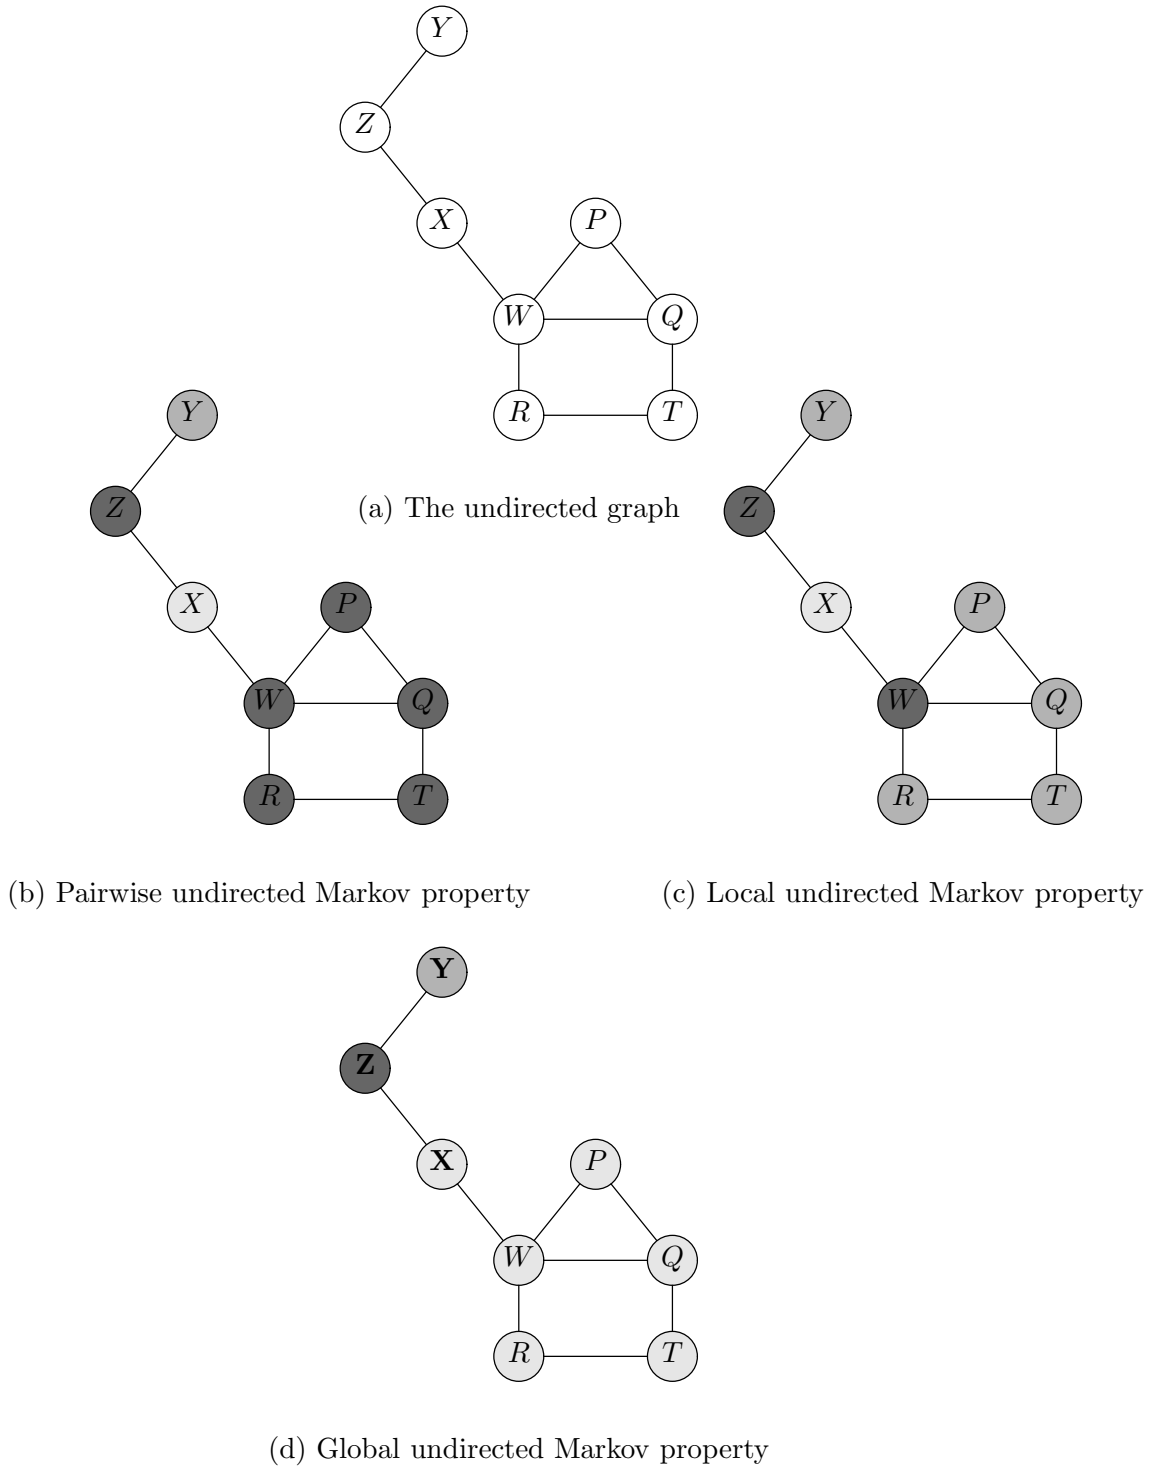 Y
Z
X
P
W
Q
R
T
(a) The undirected graph
Y
Z
X
P
W
Q
R
T
(b) Pairwise undirected Markov property
Y
Z
X
P
W
Q
R
T
(c) Local undirected Markov property
Y
Z
X
P
W
Q
R
T
(d) Global undirected Markov property